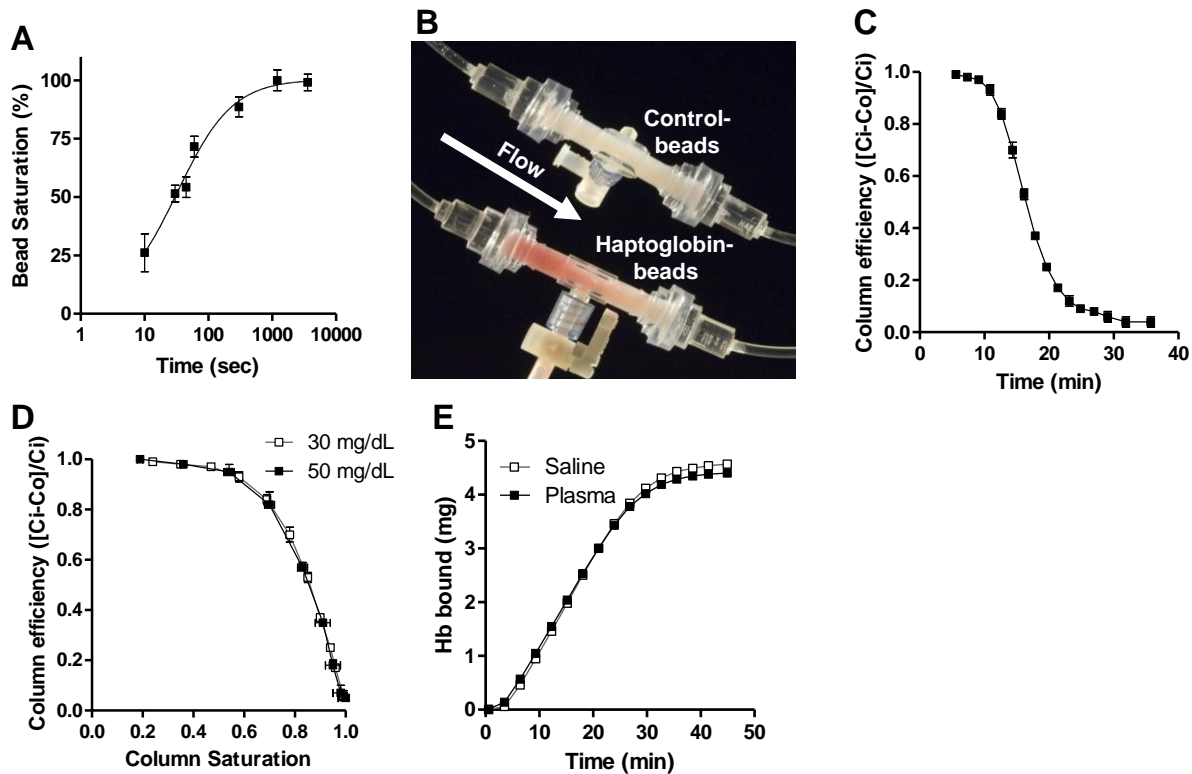 A
Bead Saturation (%)
100
75
50
25
0
1
10
100
1000
10000
Time (sec)
B
Control-
beads
Flow
Haptoglobin-
beads
C
Column efficiency ([Ci-Co]/Ci)
1.0
0.8
0.6
0.4
0.2
0.0
0
10
20
30
40
Time (min)
D
30 mg/dL
50 mg/dL
Column efficiency ([Ci-Co]/Ci)
1.0
0.8
0.6
0.4
0.2
0.0
0.0
0.2
0.4
0.6
0.8
1.0
Column Saturation
E
Saline
Plasma
Hb bound (mg)
5
4
3
2
1
0
0
10
20
30
40
50
Time (min)